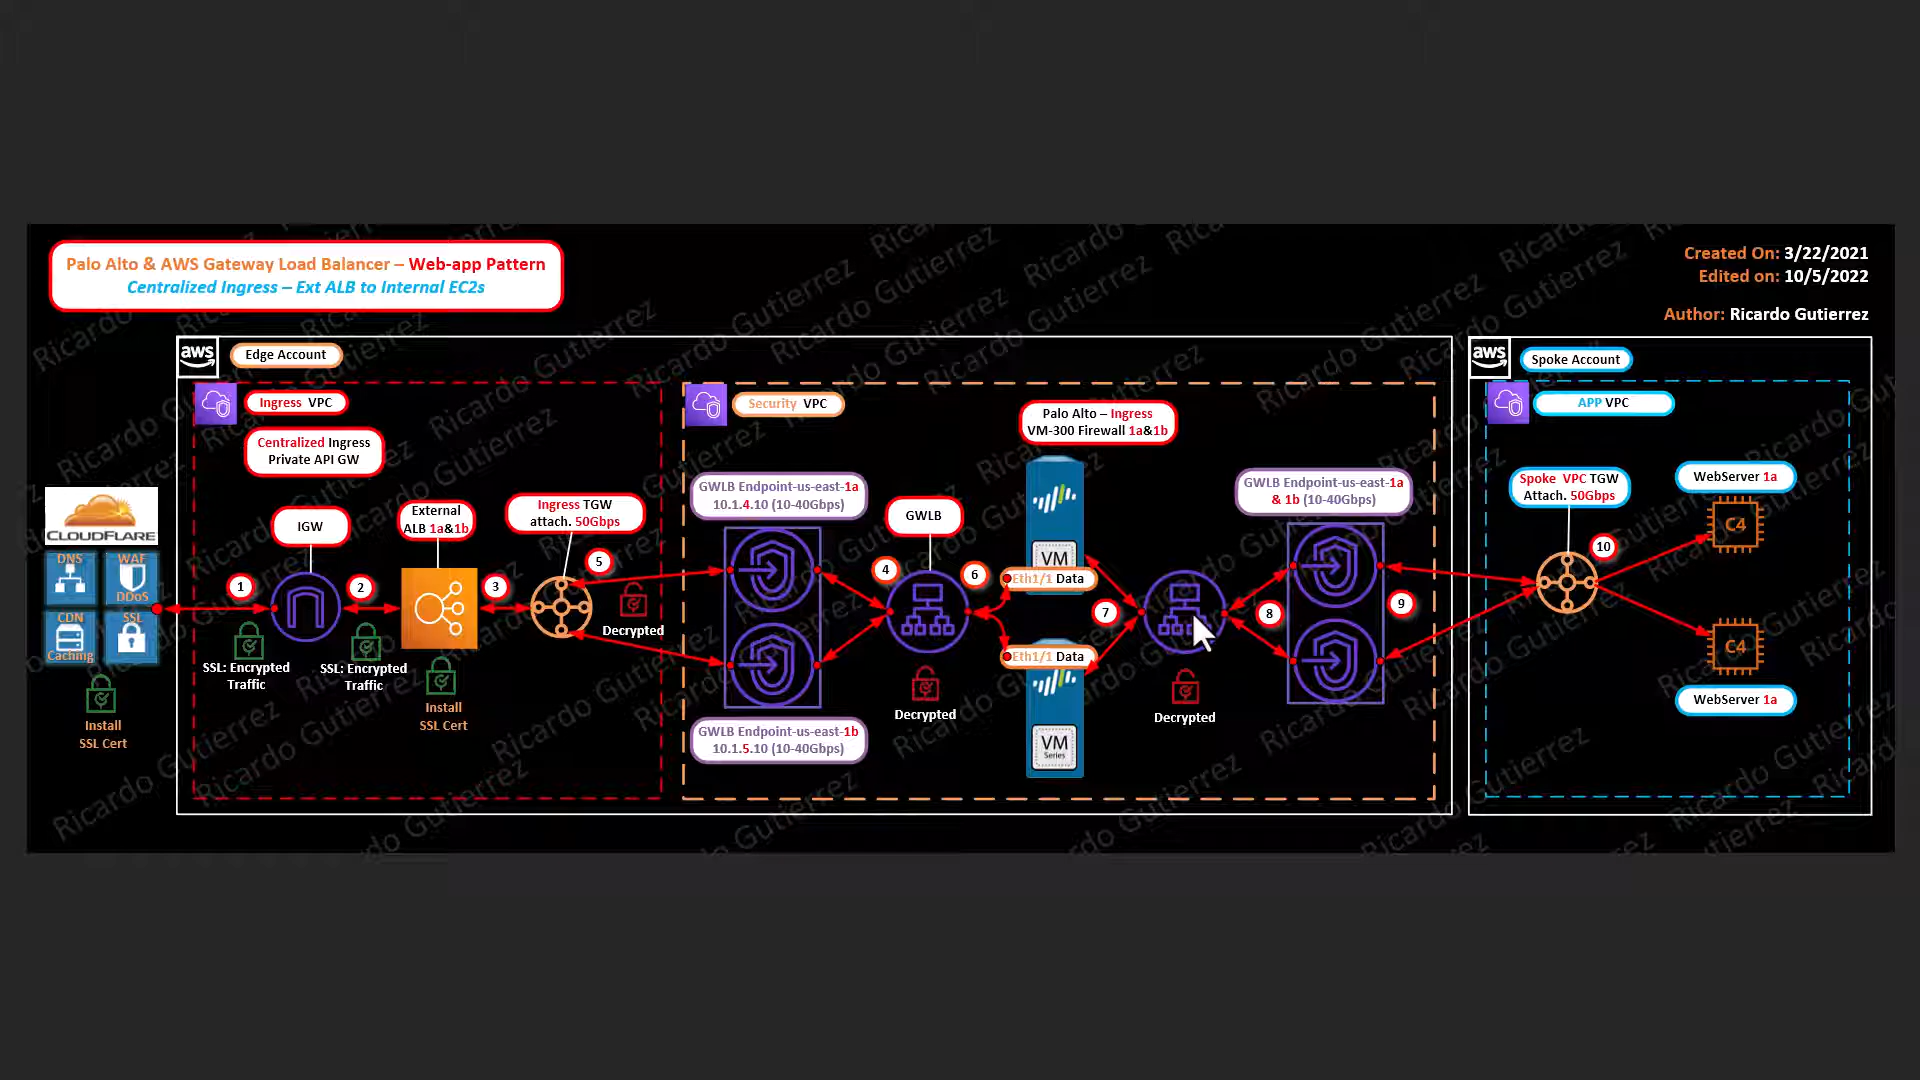 Palo Alto & AWS Gateway Load Balancer – Web-app Pattern
Centralized Ingress – Ext ALB to Internal EC2s
Created On: 3/22/2021
Edited on: 10/5/2022
Author: Ricardo Gutierrez
aws
Edge Account
Ingress VPC
Centralized Ingress
Private API GW
CLOUDFLARE
DNS
WAF
DDoS
CDN
Caching
SSL
Install
SSL Cert
1
SSL: Encrypted
Traffic
IGW
2
SSL: Encrypted
Traffic
External
ALB 1a&1b
Install
SSL Cert
3
Ingress TGW
attach. 50Gbps
5
Decrypted
Security VPC
GWLB Endpoint-us-east-1a
10.1.4.10 (10-40Gbps)
GWLB Endpoint-us-east-1b
10.1.5.10 (10-40Gbps)
4
GWLB
Decrypted
6
Palo Alto – Ingress
VM-300 Firewall 1a&1b
VM
Eth1/1 Data
Eth1/1 Data
VM
Series
7
Decrypted
8
GWLB Endpoint-us-east-1a
& 1b (10-40Gbps)
9
aws
Spoke Account
APP VPC
Spoke VPC TGW
Attach. 50Gbps
10
WebServer 1a
C4
C4
WebServer 1a
Ricardo Gutierrez